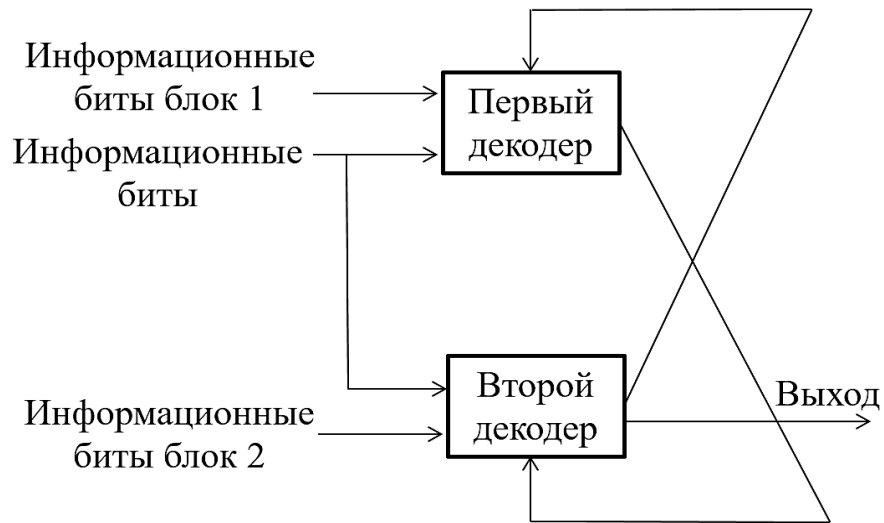 Информационные
биты блок 1
Первый
декодер
Информационные
биты
Второй
декодер
Выход
Информационные
биты блок 2